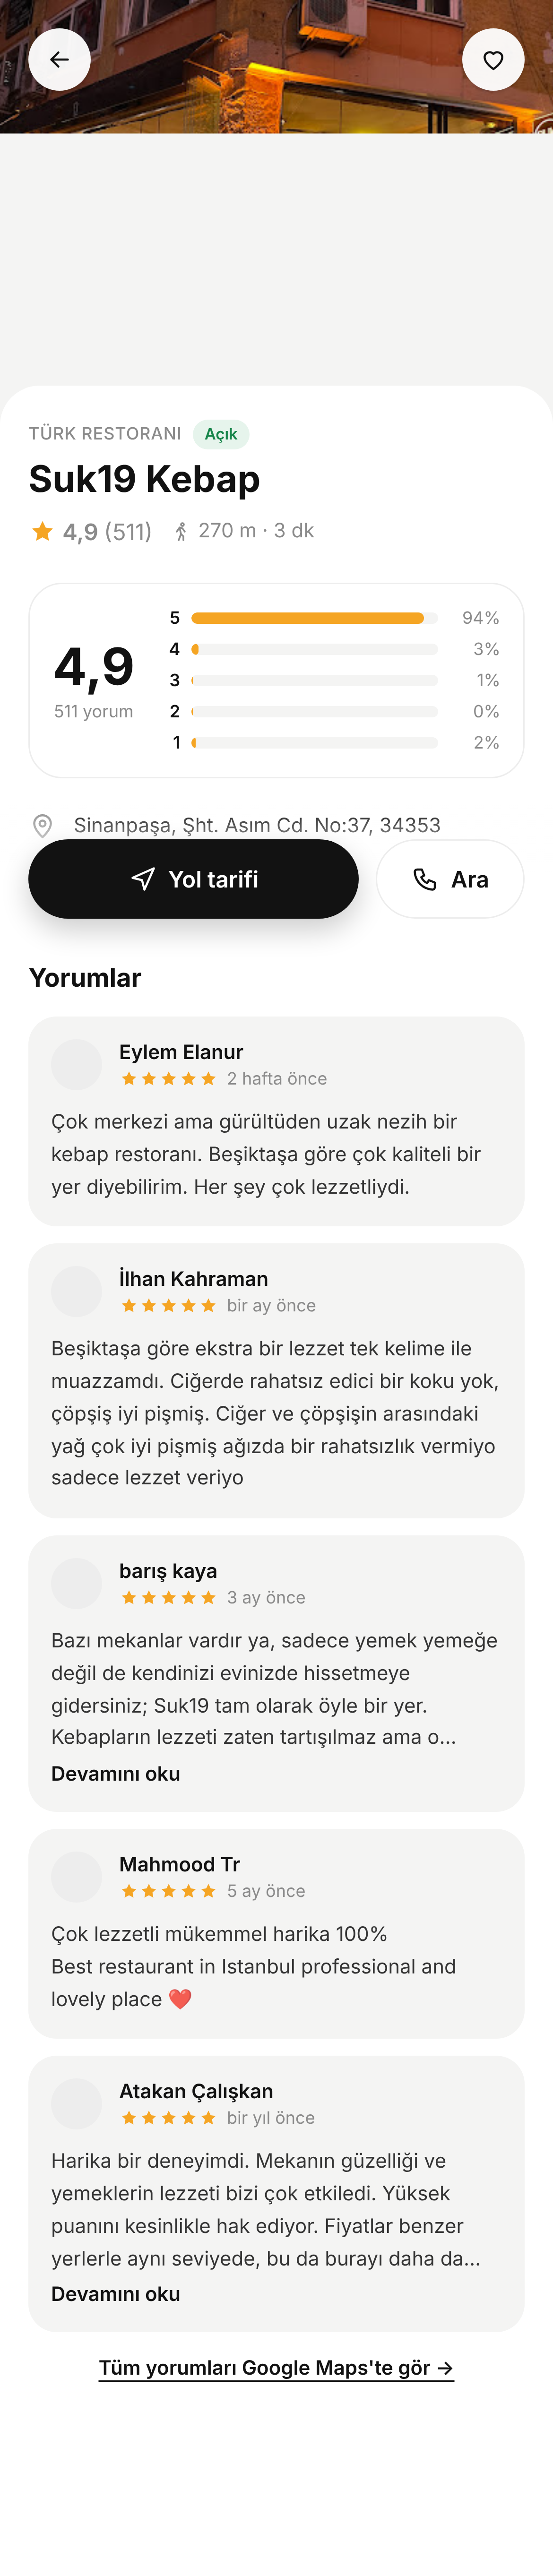 TÜRK RESTORANI Açık
Suk19 Kebap
4,9 (511) 270 m · 3 dk
4,9
511 yorum
5 94%
4 3%
3 1%
2 0%
1 2%
Sinanpaşa, Şht. Asım Cd. No:37, 34353
Yol tarifi Ara
Yorumlar
Eylem Elanur
2 hafta önce
Çok merkezi ama gürültüden uzak nezih bir
kebap restoranı. Beşiktaşa göre çok kaliteli bir
yer diyebilirim. Her şey çok lezzetliydi.
İlhan Kahraman
bir ay önce
Beşiktaşa göre ekstra bir lezzet tek kelime ile
muazzamdı. Ciğerde rahatsız edici bir koku yok,
çöpşiş iyi pişmiş. Ciğer ve çöpşişin arasındaki
yağ çok iyi pişmiş ağızda bir rahatsızlık vermiyo
sadece lezzet veriyo
barış kaya
3 ay önce
Bazı mekanlar vardır ya, sadece yemek yemeğe
değil de kendinizi evinizde hissetmeye
gidersiniz; Suk19 tam olarak öyle bir yer.
Kebapların lezzeti zaten tartışılmaz ama o...
Devamını oku
Mahmood Tr
5 ay önce
Çok lezzetli mükemmel harika 100%
Best restaurant in Istanbul professional and
lovely place ❤️
Atakan Çalışkan
bir yıl önce
Harika bir deneyimdi. Mekanın güzelliği ve
yemeklerin lezzeti bizi çok etkiledi. Yüksek
puanını kesinlikle hak ediyor. Fiyatlar benzer
yerlerle aynı seviyede, bu da burayı daha da...
Devamını oku
Tüm yorumları Google Maps'te gör →